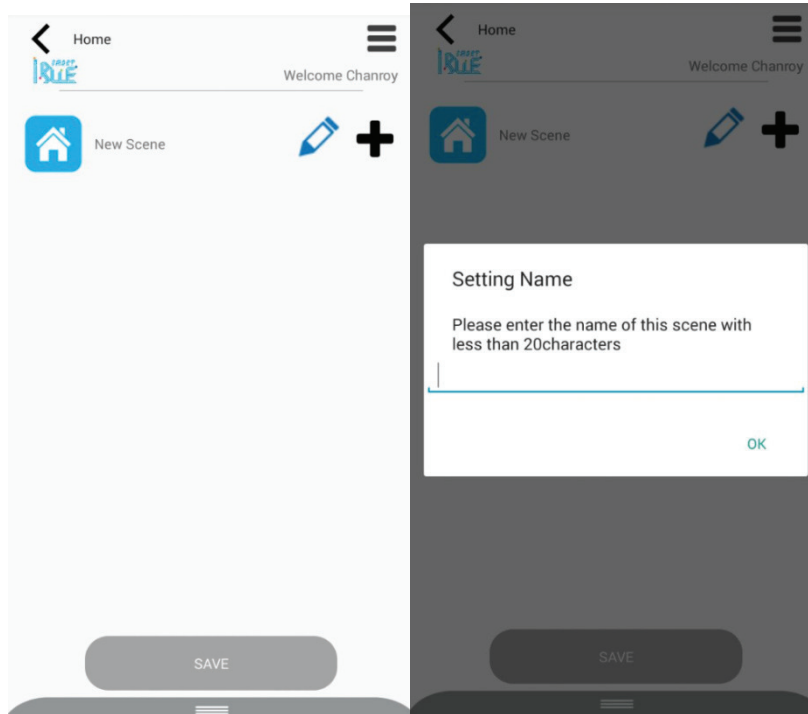 Home
Welcome Chanroy
New Scene
SAVE
Home
Welcome Chanroy
New Scene
Setting Name
Please enter the name of this scene with
less than 20characters
OK
SAVE